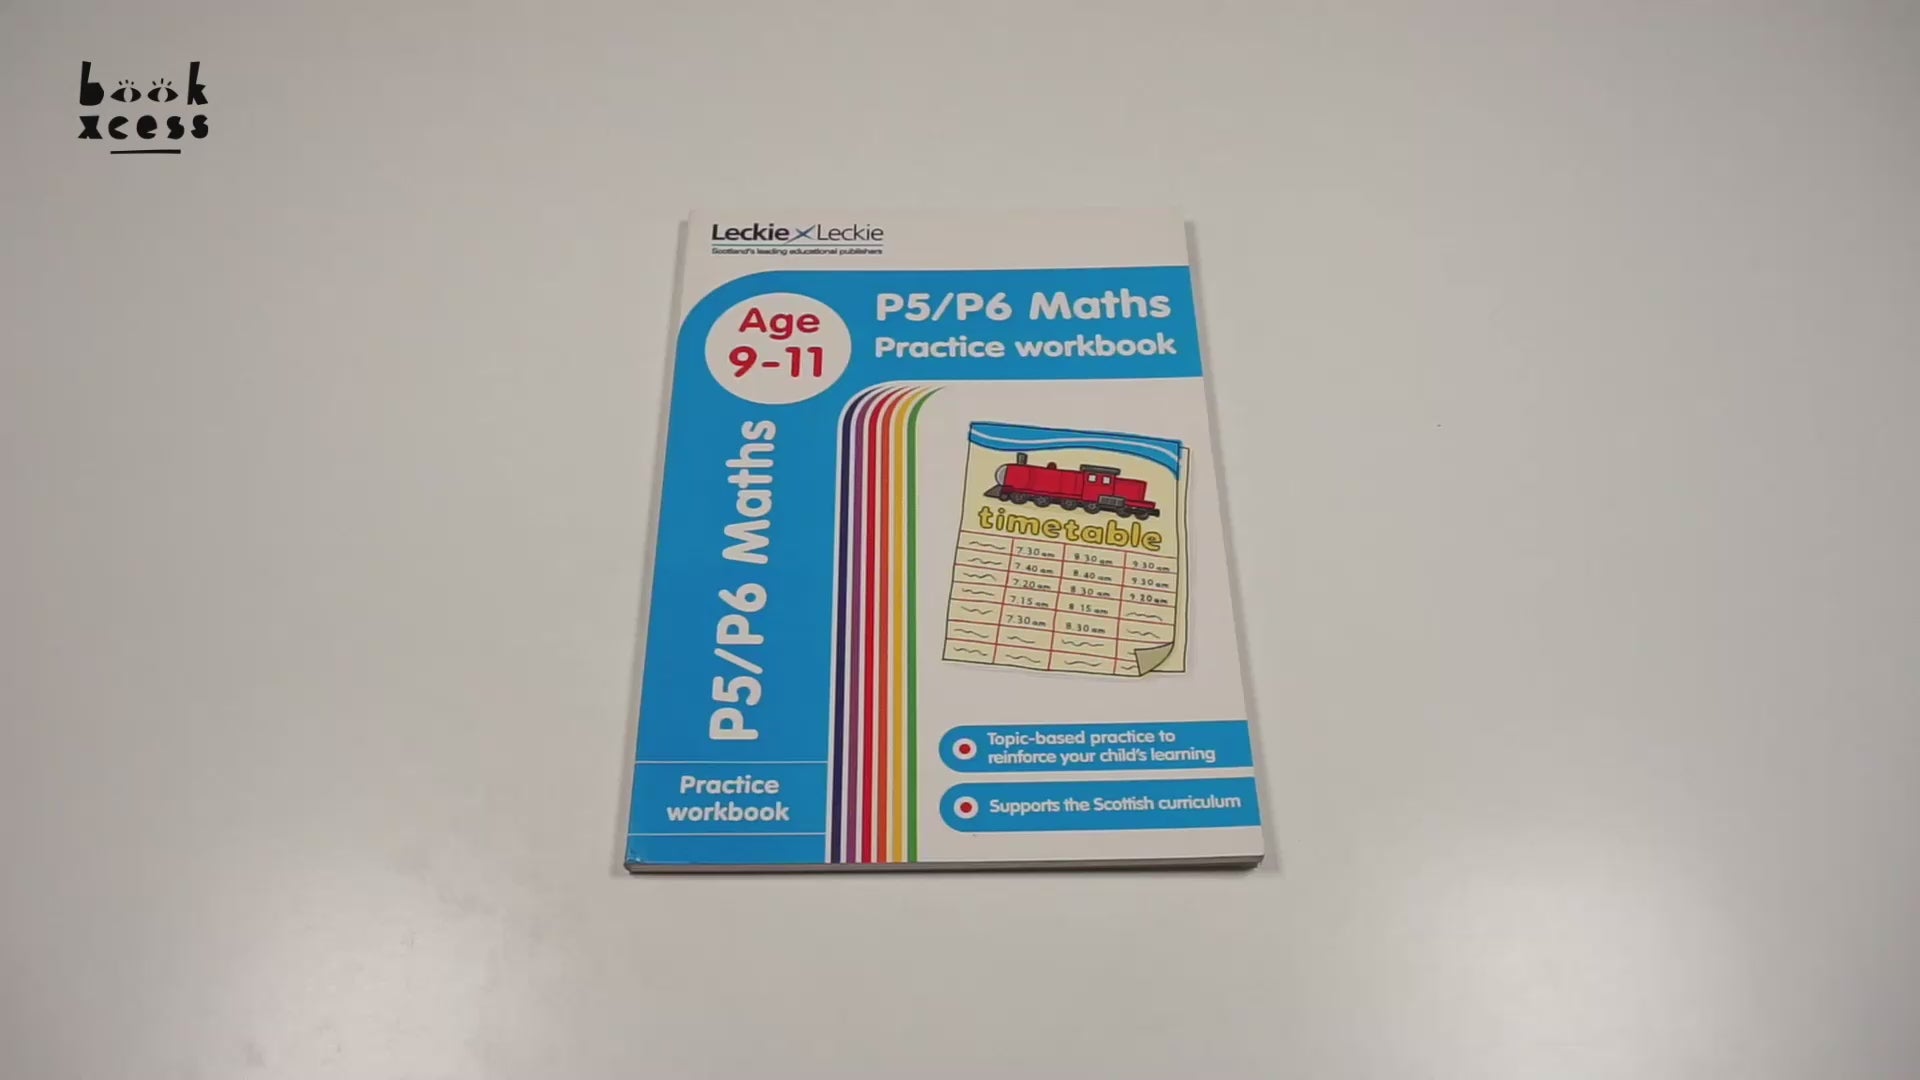 book
xcess
Leckie Leckie
Scotland's leading educational publishers
Age
9-11
P5/P6 Maths
Practice workbook
P5/P6 Maths
timetable
7.30 am 8.30 am 9.30 am
7.40 am 8.40 am 9.30 am
7.20 am 8.30 am 9.20 am
7.15 am 8.15 am
7.30 am 8.30 am
Topic-based practice to
reinforce your child's learning
Supports the Scottish curriculum
Practice
workbook